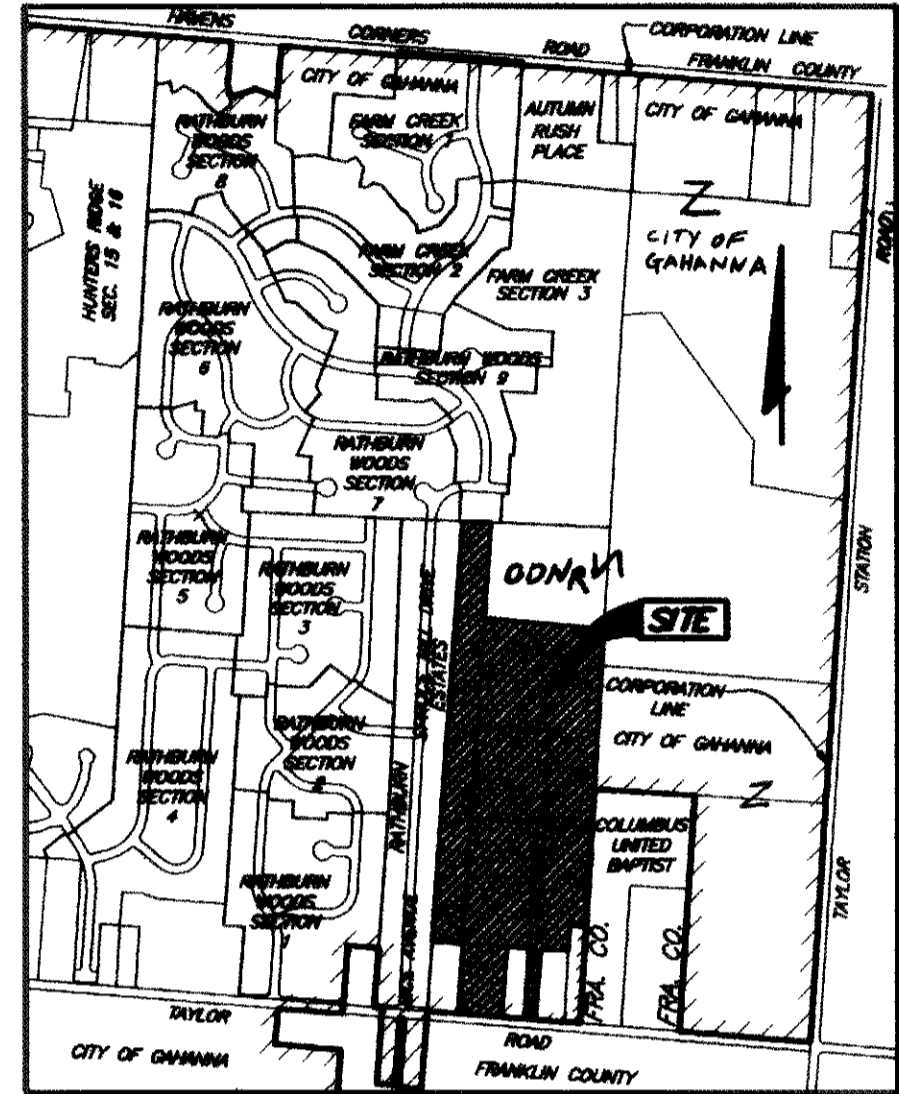 HAVENS
CORNERS
ROAD
CORPORATION LINE
FRANKLIN COUNTY
CITY OF GAHANNA
RATHBURN
WOODS
SECTION
8
FARM CREEK
SECTION
AUTUMN
RUSH
PLACE
CITY OF GAHANNA
HUNTERS RIDGE
SEC. 15 & 16
Z
CITY OF
GAHANNA
ROAD
FARM CREEK
SECTION 2
FARM CREEK
SECTION 3
RATHBURN
WOODS
SECTION
6
RATHBURN WOODS
SECTION 9
RATHBURN
WOODS
SECTION
7
STATION
RATHBURN
WOODS
SECTION
5
RATHBURN
WOODS
SECTION
3
DRIVE
ESTATES
ODNR
SITE
CORPORATION
LINE
CITY OF GAHANNA
RATHBURN
WOODS
SECTION
RATHBURN
WOODS
SECTION
4
RATHBURN
Z
COLUMBUS
UNITED
BAPTIST
TAYLOR
RATHBURN
WOODS
SECTION
1
AVENUE
FRA. CO.
FRA. CO.
TAYLOR
ROAD
CITY OF GAHANNA
FRANKLIN COUNTY